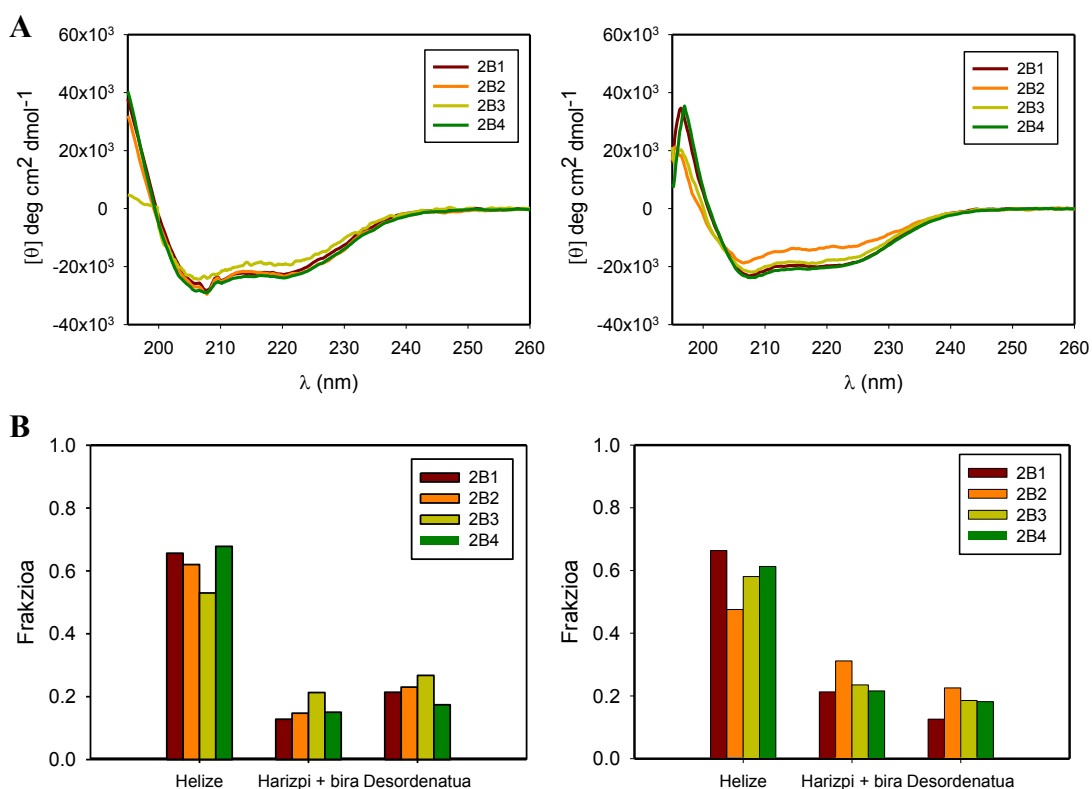 A
60x10³
40x10³
20x10³
0
-20x10³
-40x10³
[θ] deg cm² dmol⁻¹
200 210 220 230 240 250 260
λ (nm)
2B1
2B2
2B3
2B4
60x10³
40x10³
20x10³
0
-20x10³
-40x10³
[θ] deg cm² dmol⁻¹
200 210 220 230 240 250 260
λ (nm)
2B1
2B2
2B3
2B4
B
1.0
0.8
0.6
0.4
0.2
0.0
Frakzioa
Helize Harizpi + bira Desordenatua
2B1
2B2
2B3
2B4
1.0
0.8
0.6
0.4
0.2
0.0
Frakzioa
Helize Harizpi + bira Desordenatua
2B1
2B2
2B3
2B4